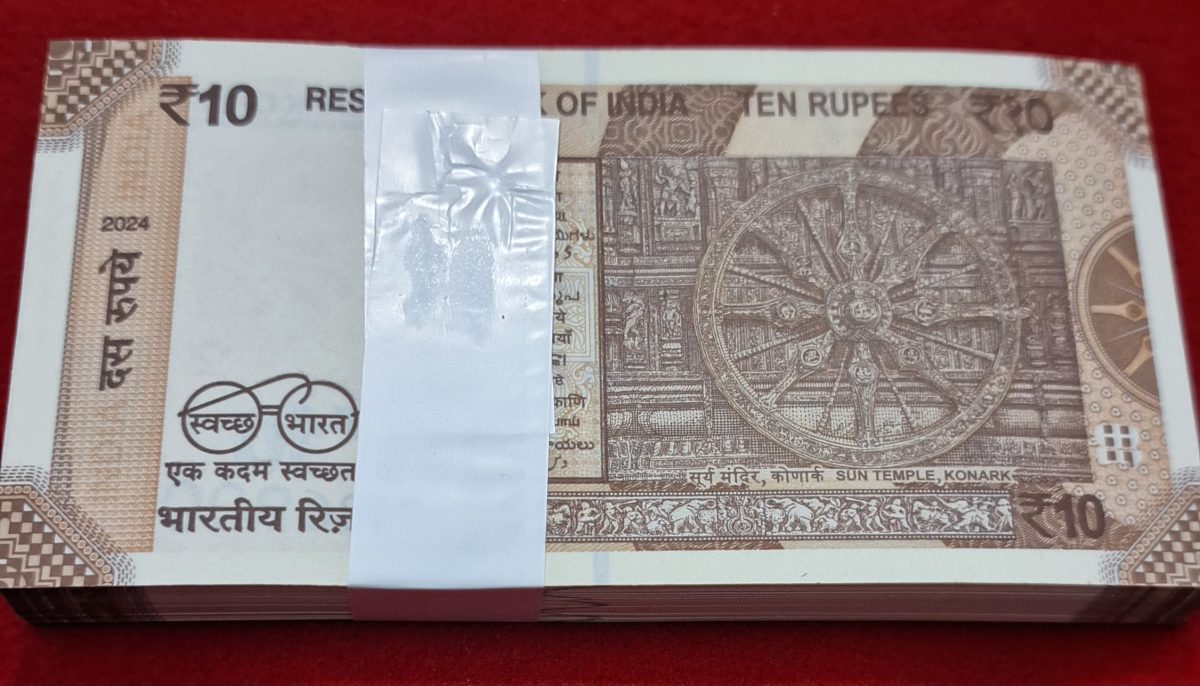 ₹10 RES K OF INDIA TEN RUPEES ₹10
2024
दस रुपये
स्वच्छ भारत
एक कदम स्वच्छत
भारतीय रिज़
सूर्य मंदिर, कोणार्क SUN TEMPLE, KONARK
₹10